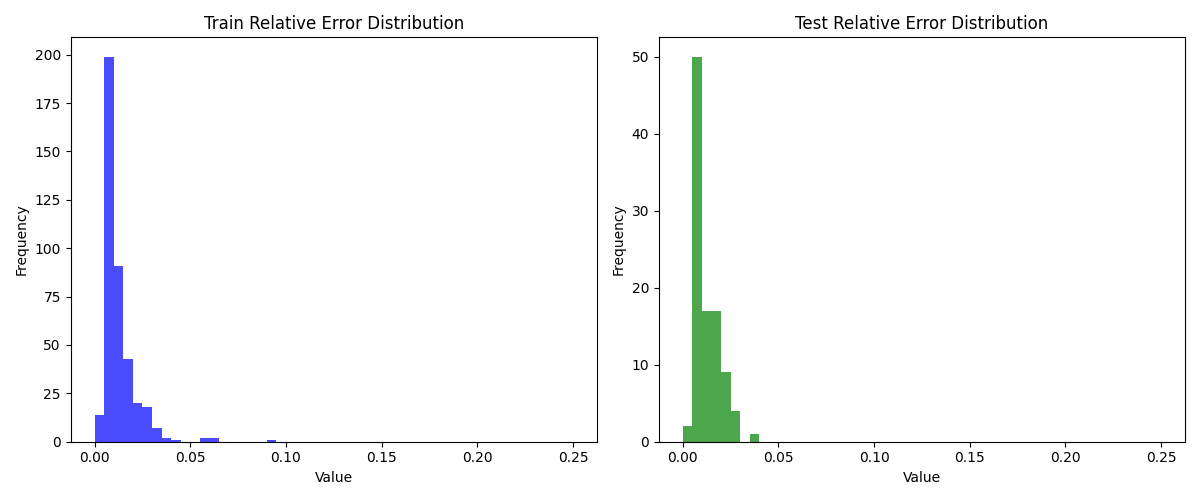 Train Relative Error Distribution
Frequency
200
175
150
125
100
75
50
25
0
0.00 0.05 0.10 0.15 0.20 0.25
Value
Test Relative Error Distribution
Frequency
50
40
30
20
10
0
0.00 0.05 0.10 0.15 0.20 0.25
Value